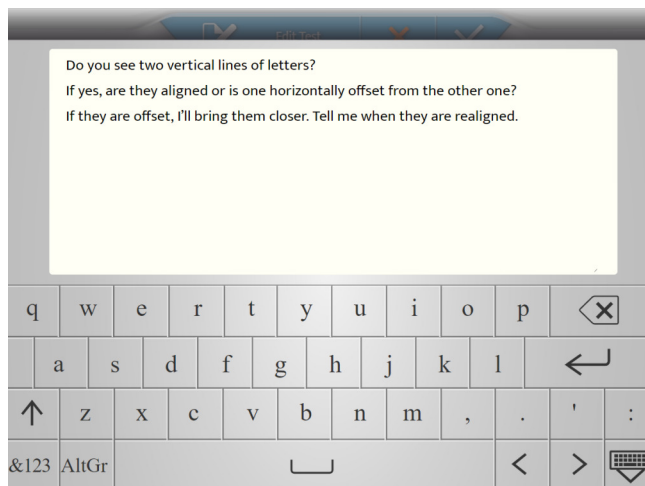 Edit Test
Do you see two vertical lines of letters?
If yes, are they aligned or is one horizontally offset from the other one?
If they are offset, I'll bring them closer. Tell me when they are realigned.
q w e r t y u i o p
a s d f g h j k l
z x c v b n m , . ' :
&123 AltGr < >